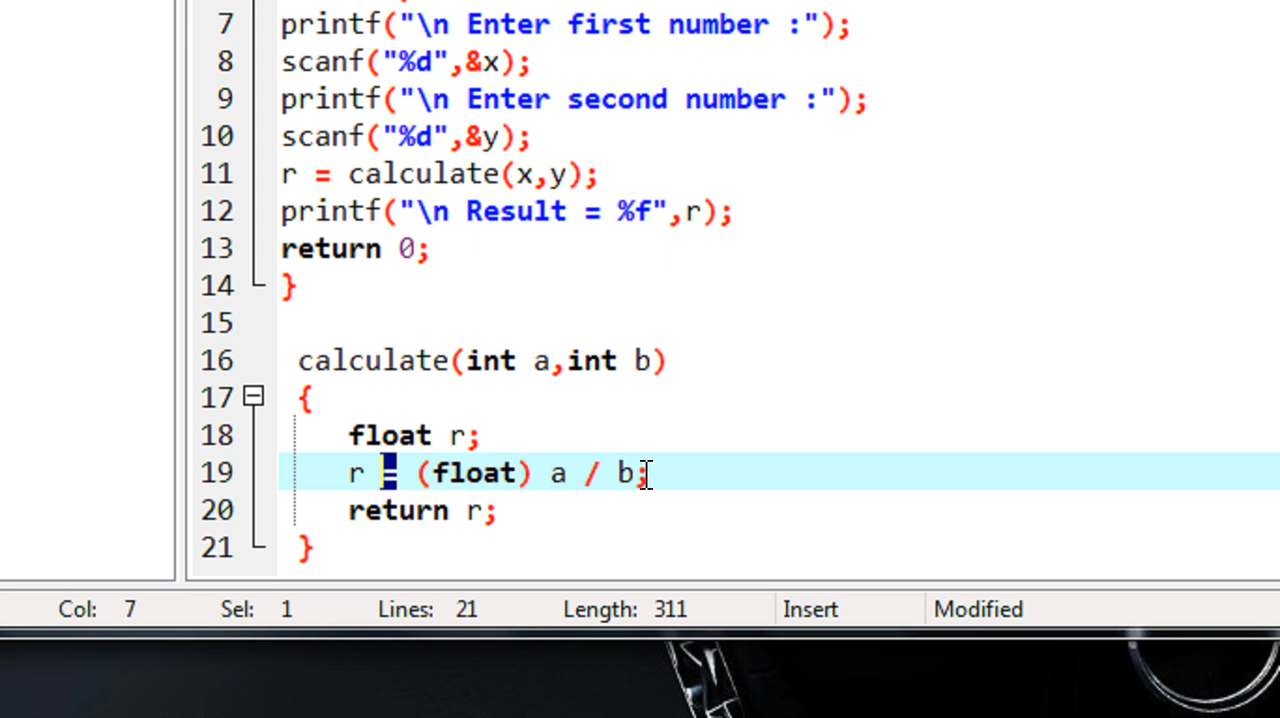 7 printf("\n Enter first number :");
8 scanf("%d",&x);
9 printf("\n Enter second number :");
10 scanf("%d",&y);
11 r = calculate(x,y);
12 printf("\n Result = %f",r);
13 return 0;
14 }
15
16 calculate(int a,int b)
17 {
18 float r;
19 r = (float) a / b;
20 return r;
21 }
Col: 7 Sel: 1 Lines: 21 Length: 311 Insert Modified